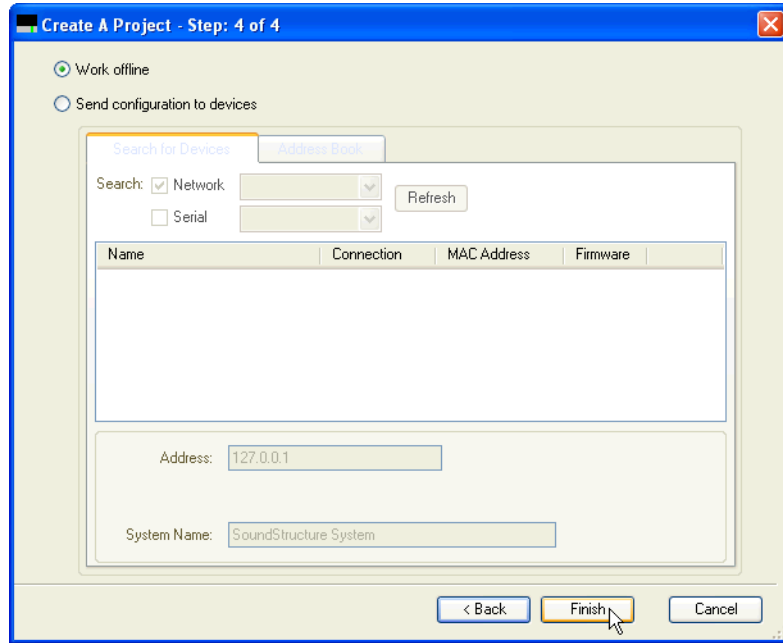 Create A Project - Step: 4 of 4
Work offline
Send configuration to devices
Search for Devices Address Book
Search: Network
Refresh
Serial
Name Connection MAC Address Firmware
Address: 127.0.0.1
System Name: SoundStructure System
< Back Finish Cancel